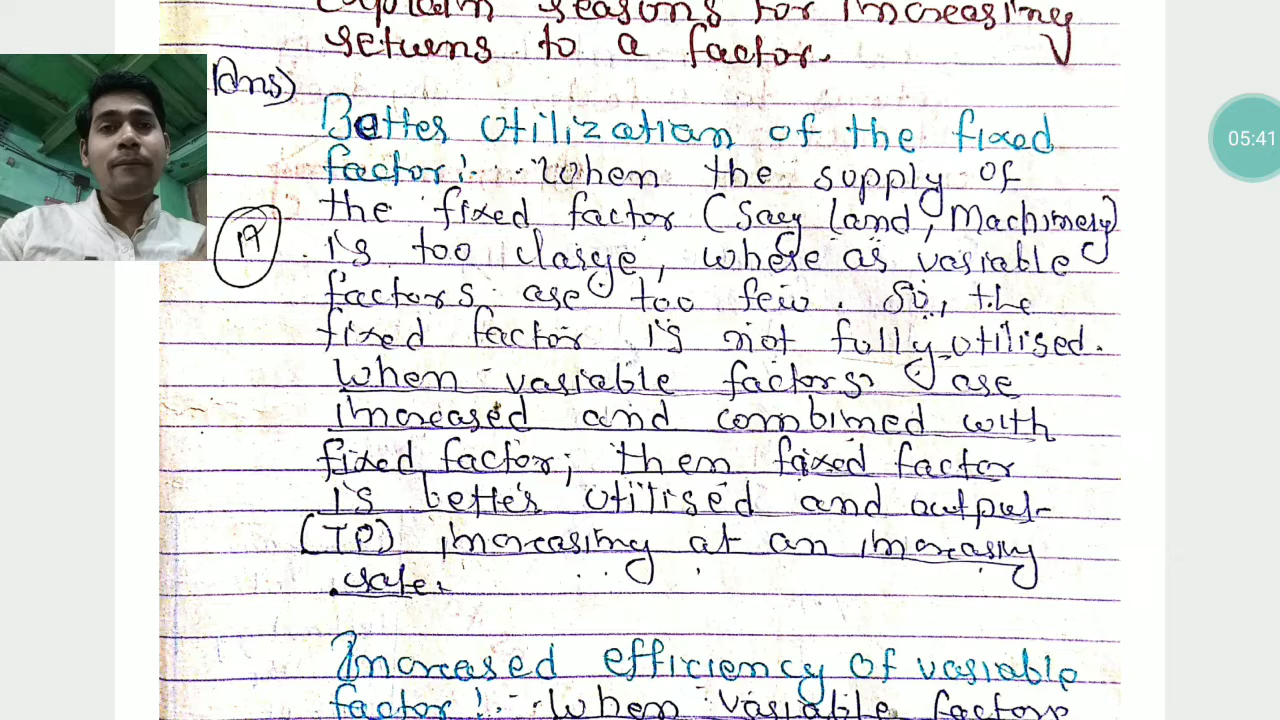 Explain reasons for increasing
returns to a factor.
Ans)
Better Utilization of the fixed
factor:- When the supply of
the fixed factor (say land, Machinery)
is too large, where as variable
factors are too few. So, the
fixed factor is not fully utilised.
When variable factors are
increased and combined with
fixed factor; then fixed factor
is better utilised and output
(TP) increasing at an increasing
rate.
Increased efficiency of variable
factor:- When variable factors
05:41